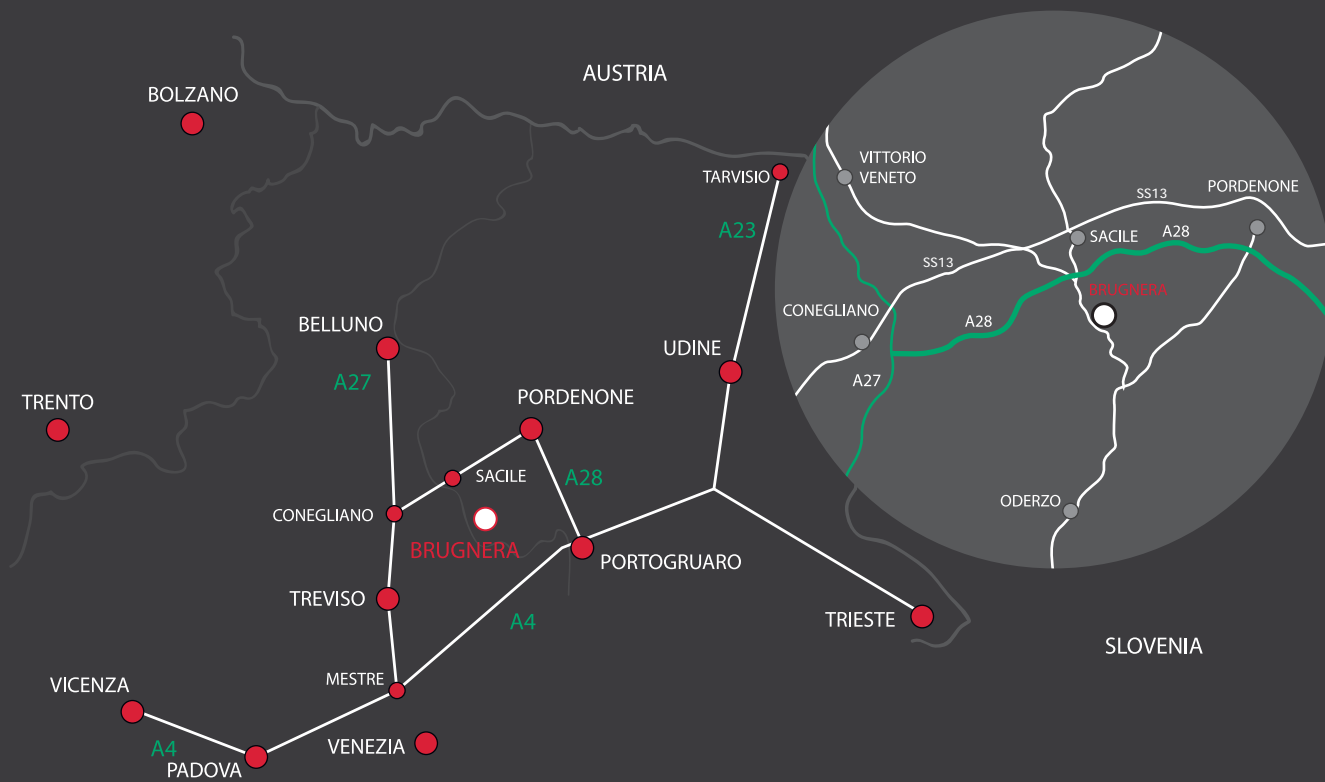 AUSTRIA
BOLZANO
TARVISIO
A23
BELLUNO
A27
UDINE
TRENTO
PORDENONE
SACILE
A28
CONEGLIANO
BRUGNERA
PORTOGRUARO
TREVISO
A4
TRIESTE
SLOVENIA
MESTRE
VICENZA
A4
PADOVA
VENEZIA
VITTORIO
VENETO
SS13
PORDENONE
SACILE
A28
SS13
BRUGNERA
CONEGLIANO
A28
A27
ODERZO